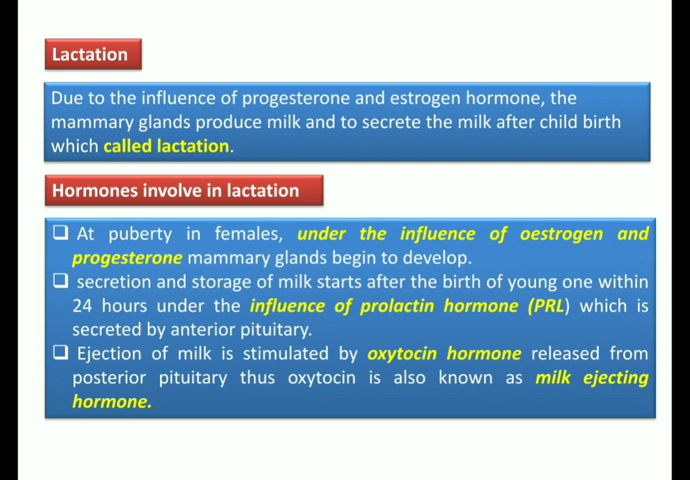 Lactation
Due to the influence of progesterone and estrogen hormone, the
mammary glands produce milk and to secrete the milk after child birth
which called lactation.
Hormones involve in lactation
❑ At puberty in females, under the influence of oestrogen and
progesterone mammary glands begin to develop.
❑ secretion and storage of milk starts after the birth of young one within
24 hours under the influence of prolactin hormone (PRL) which is
secreted by anterior pituitary.
❑ Ejection of milk is stimulated by oxytocin hormone released from
posterior pituitary thus oxytocin is also known as milk ejecting
hormone.